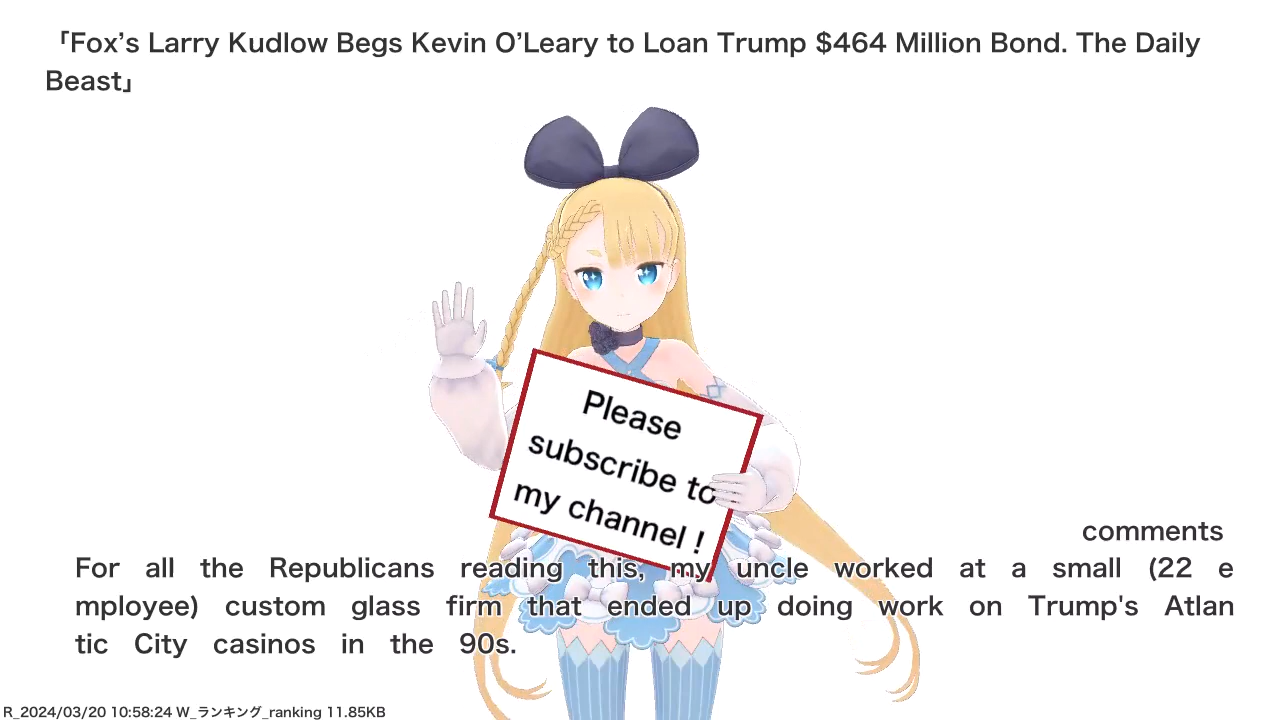 「Fox’s Larry Kudlow Begs Kevin O’Leary to Loan Trump $464 Million Bond. The Daily
Beast」
Please
subscribe to
my channel !
comments
For all the Republicans reading this, my uncle worked at a small (22 e
mployee) custom glass firm that ended up doing work on Trump's Atlan
tic City casinos in the 90s.
R_2024/03/20 10:58:24 W_ランキング_ranking 11.85KB